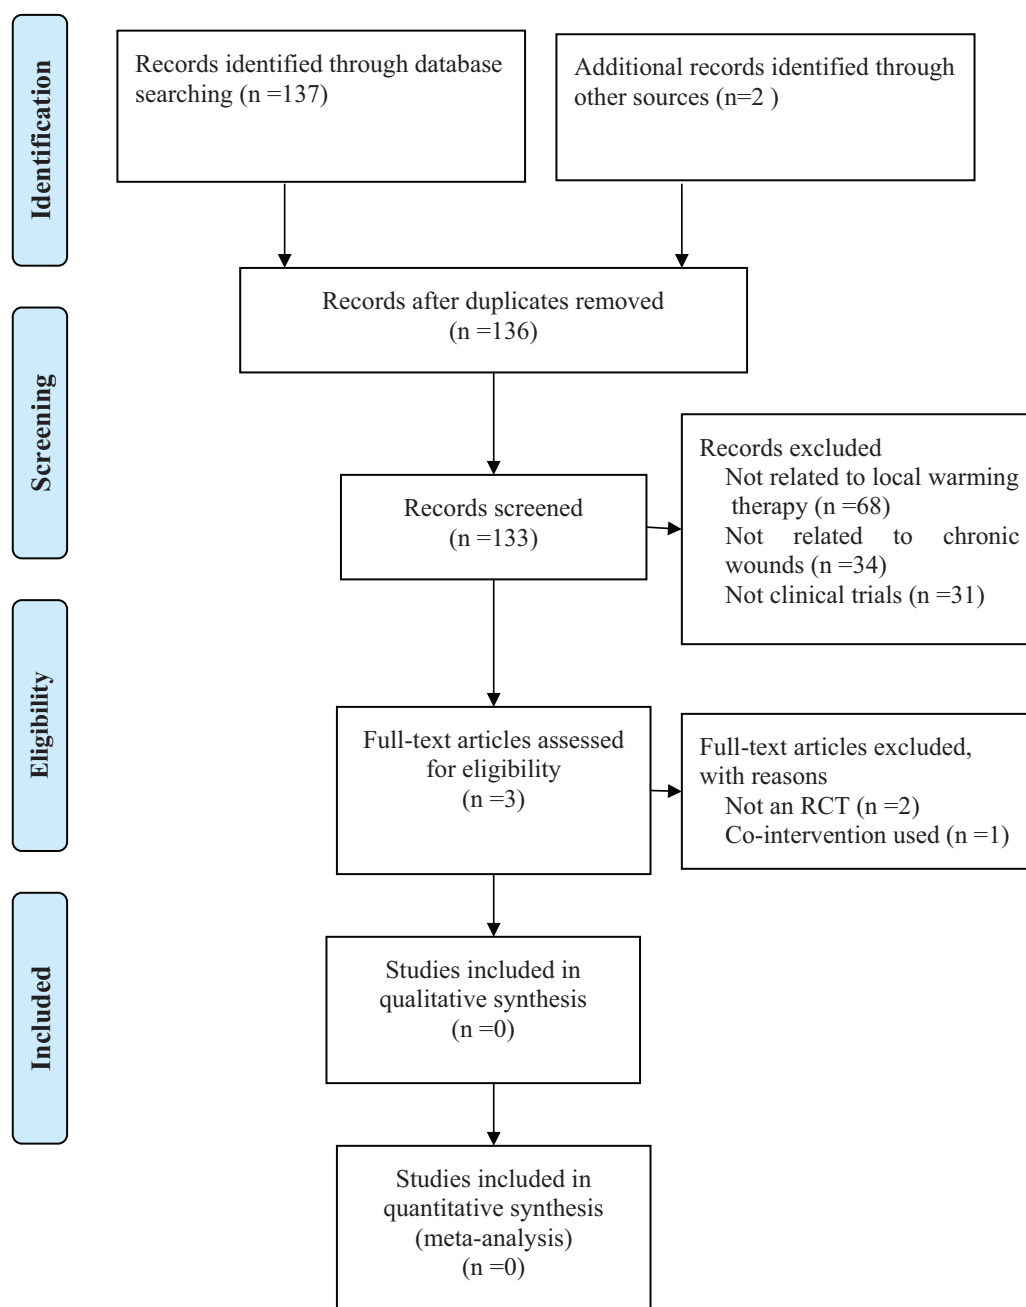 Identification
Records identified through database
searching (n =137)
Additional records identified through
other sources (n=2 )
Records after duplicates removed
(n =136)
Screening
Records screened
(n =133)
Records excluded
Not related to local warming
therapy (n =68)
Not related to chronic
wounds (n =34)
Not clinical trials (n =31)
Eligibility
Full-text articles assessed
for eligibility
(n =3)
Full-text articles excluded,
with reasons
Not an RCT (n =2)
Co-intervention used (n =1)
Included
Studies included in
qualitative synthesis
(n =0)
Studies included in
quantitative synthesis
(meta-analysis)
(n =0)